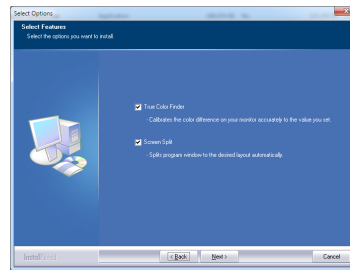 Select Options
Select Features
Select the options you want to install.
True Color Finder
- Calibrates the color difference on your monitor accurately to the value you set.
Screen Split
- Splits program window to the desired layout automatically.
InstallShield
< Back
Next >
Cancel